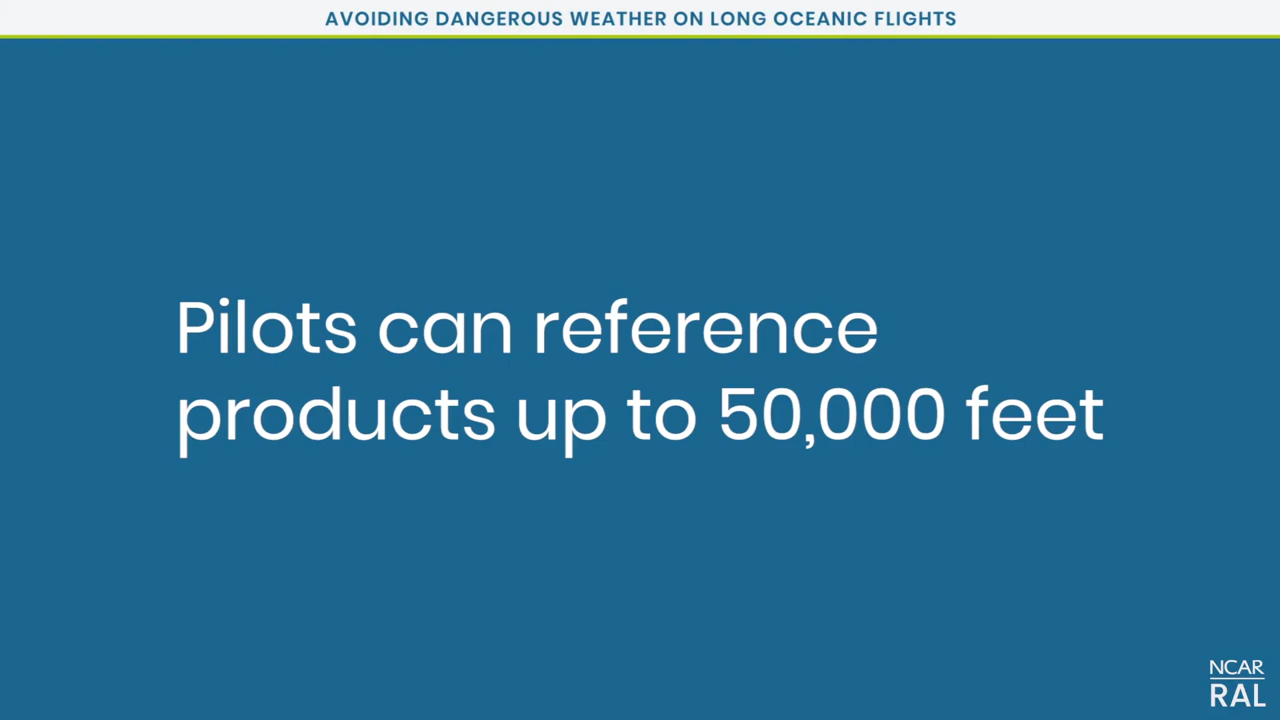 AVOIDING DANGEROUS WEATHER ON LONG OCEANIC FLIGHTS
Pilots can reference
products up to 50,000 feet
NCAR
RAL